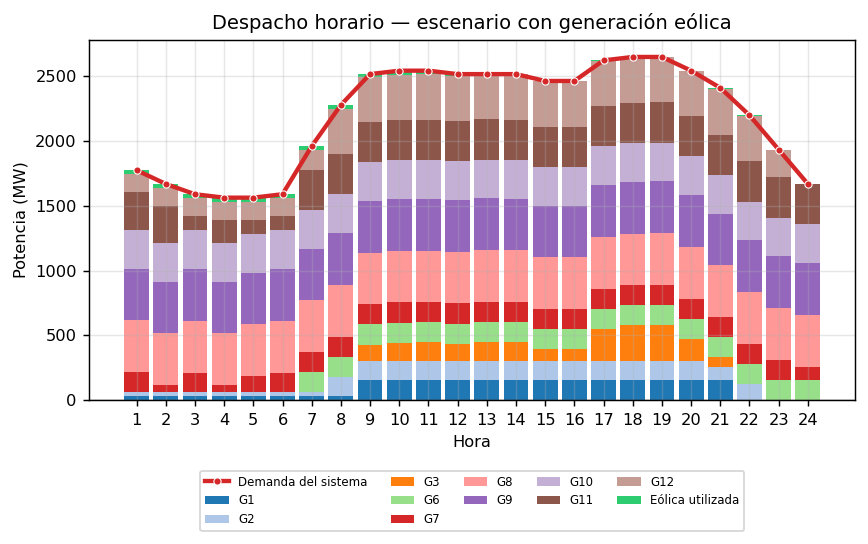 Despacho horario — escenario con generación eólica
Potencia (MW)
2500
2000
1500
1000
500
0
1 2 3 4 5 6 7 8 9 10 11 12 13 14 15 16 17 18 19 20 21 22 23 24
Hora
Demanda del sistema G3 G8 G10 G12
G1 G6 G9 G11 Eólica utilizada
G2 G7